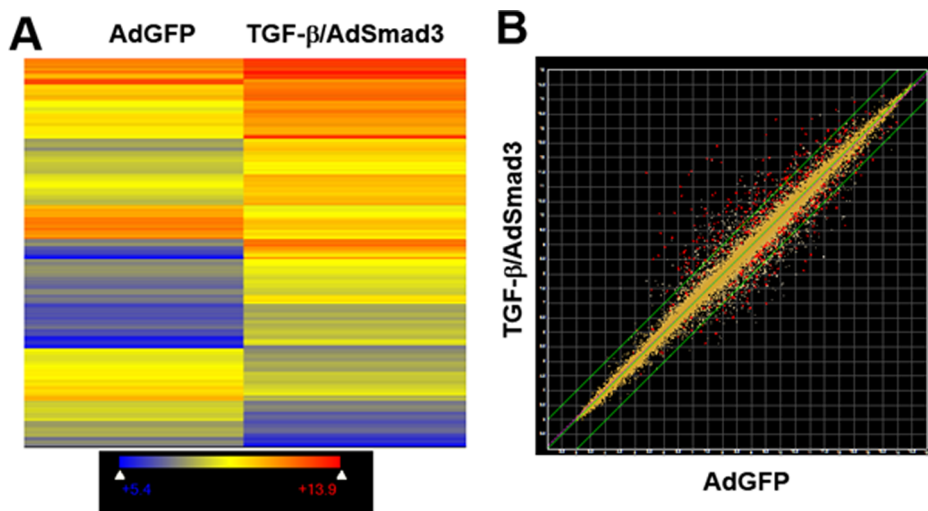 A
AdGFP TGF-β/AdSmad3
+5.4 +13.9
B
TGF-β/AdSmad3
AdGFP